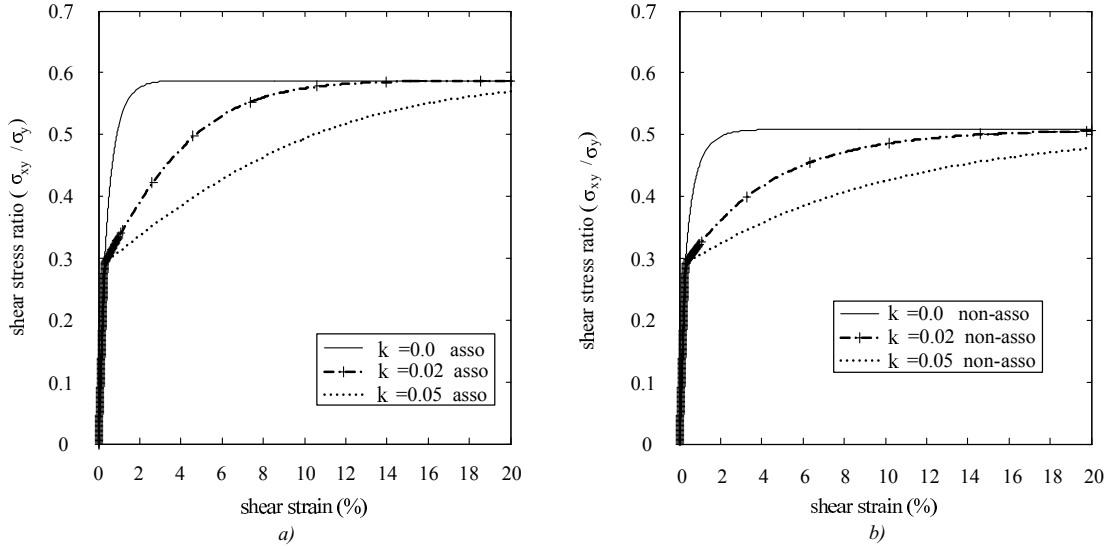 0.7
0.6
0.5
0.4
0.3
0.2
0.1
0
shear stress ratio ( σxy / σy)
k =0.0 asso
k =0.02 asso
k =0.05 asso
0 2 4 6 8 10 12 14 16 18 20
shear strain (%)
a)
0.7
0.6
0.5
0.4
0.3
0.2
0.1
0
shear stress ratio ( σxy / σy)
k =0.0 non-asso
k =0.02 non-asso
k =0.05 non-asso
0 2 4 6 8 10 12 14 16 18 20
shear strain (%)
b)